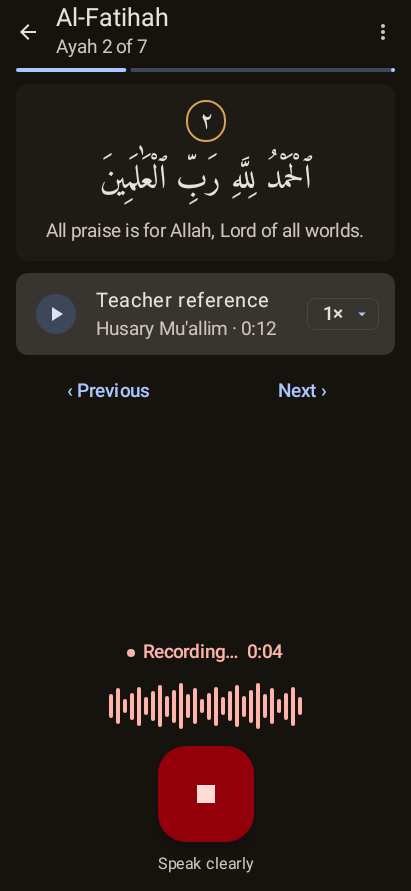 Al-Fatihah
Ayah 2 of 7
٢
ٱلْحَمْدُ لِلَّهِ رَبِّ ٱلْعَٰلَمِينَ
All praise is for Allah, Lord of all worlds.
Teacher reference
Husary Mu'allim · 0:12
1×
‹ Previous
Next ›
Recording… 0:04
Speak clearly